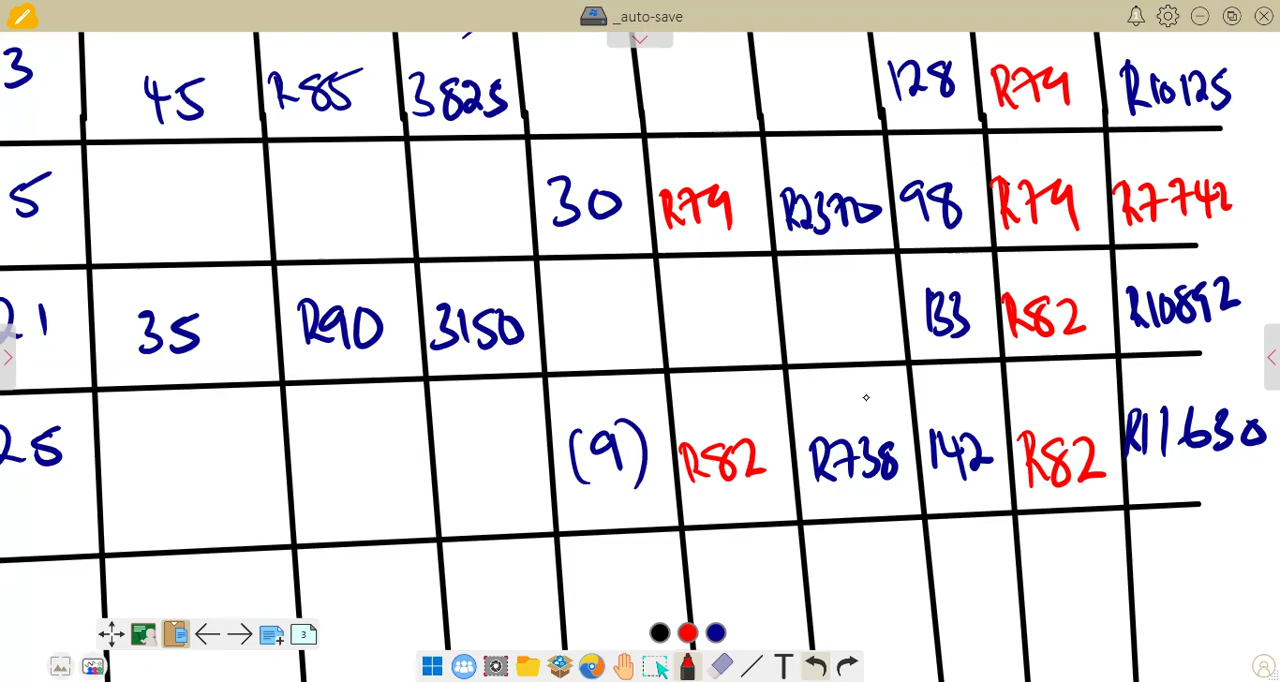 _auto-save
3 45 R85 3825 128 R79 R10125
5 30 R79 R2370 98 R79 R7742
21 35 R90 3150 133 R82 R10892
25 (9) R82 R738 142 R82 R11630
3
T